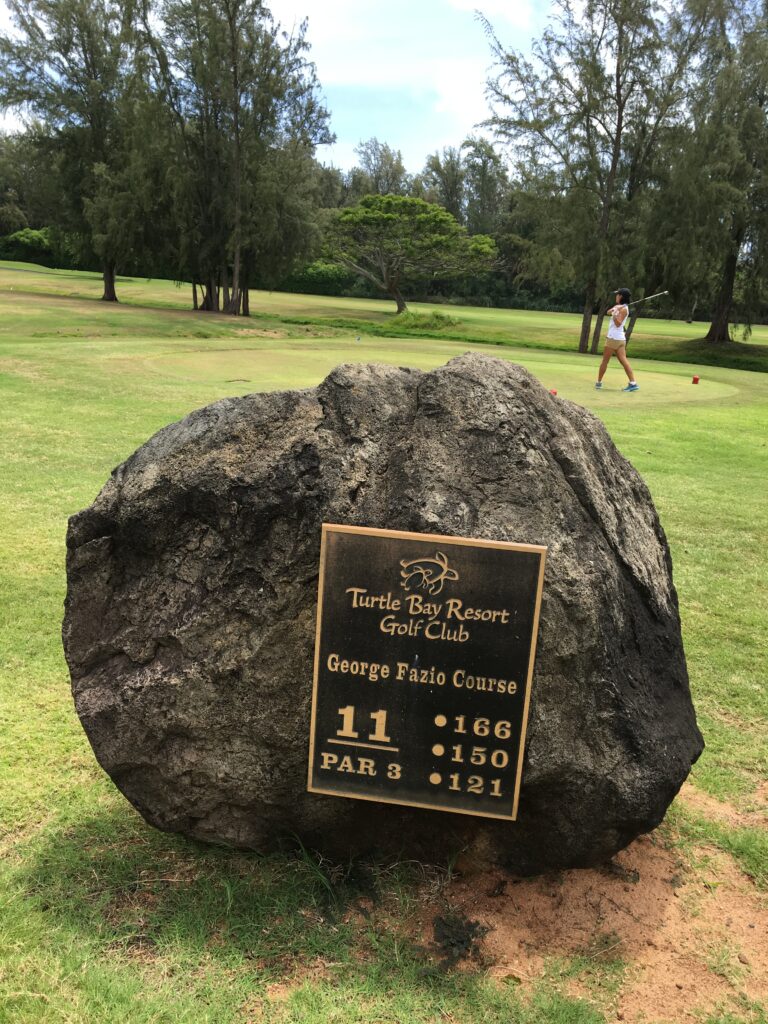 Turtle Bay Resort
Golf Club
George Fazio Course
11
PAR 3
166
150
121